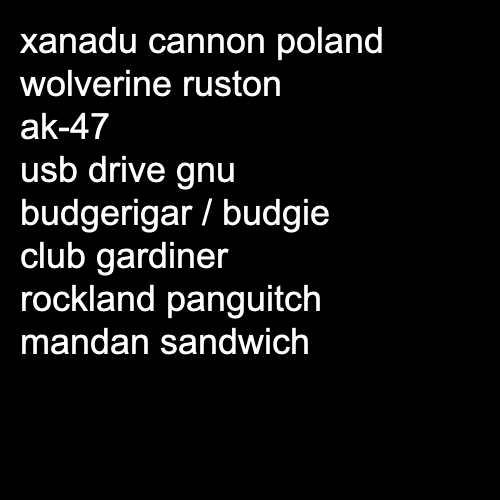 xanadu cannon poland
wolverine ruston
ak-47
usb drive gnu
budgerigar / budgie
club gardiner
rockland panguitch
mandan sandwich